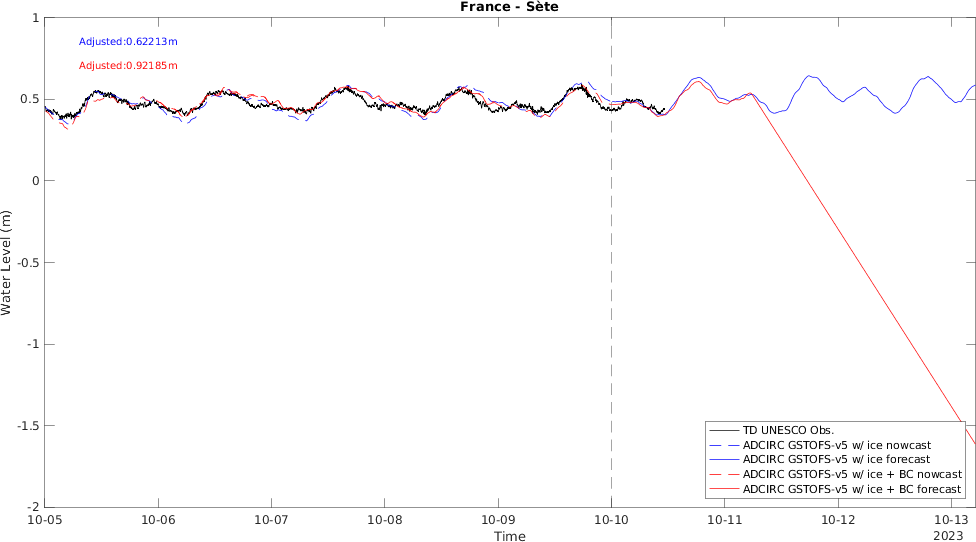 France - Sète
Adjusted:0.62213m
Adjusted:0.92185m
1
0.5
0
-0.5
-1
-1.5
-2
Water Level (m)
TD UNESCO Obs.
ADCIRC GSTOFS-v5 w/ ice nowcast
ADCIRC GSTOFS-v5 w/ ice forecast
ADCIRC GSTOFS-v5 w/ ice + BC nowcast
ADCIRC GSTOFS-v5 w/ ice + BC forecast
10-05 10-06 10-07 10-08 10-09 10-10 10-11 10-12 10-13
2023
Time